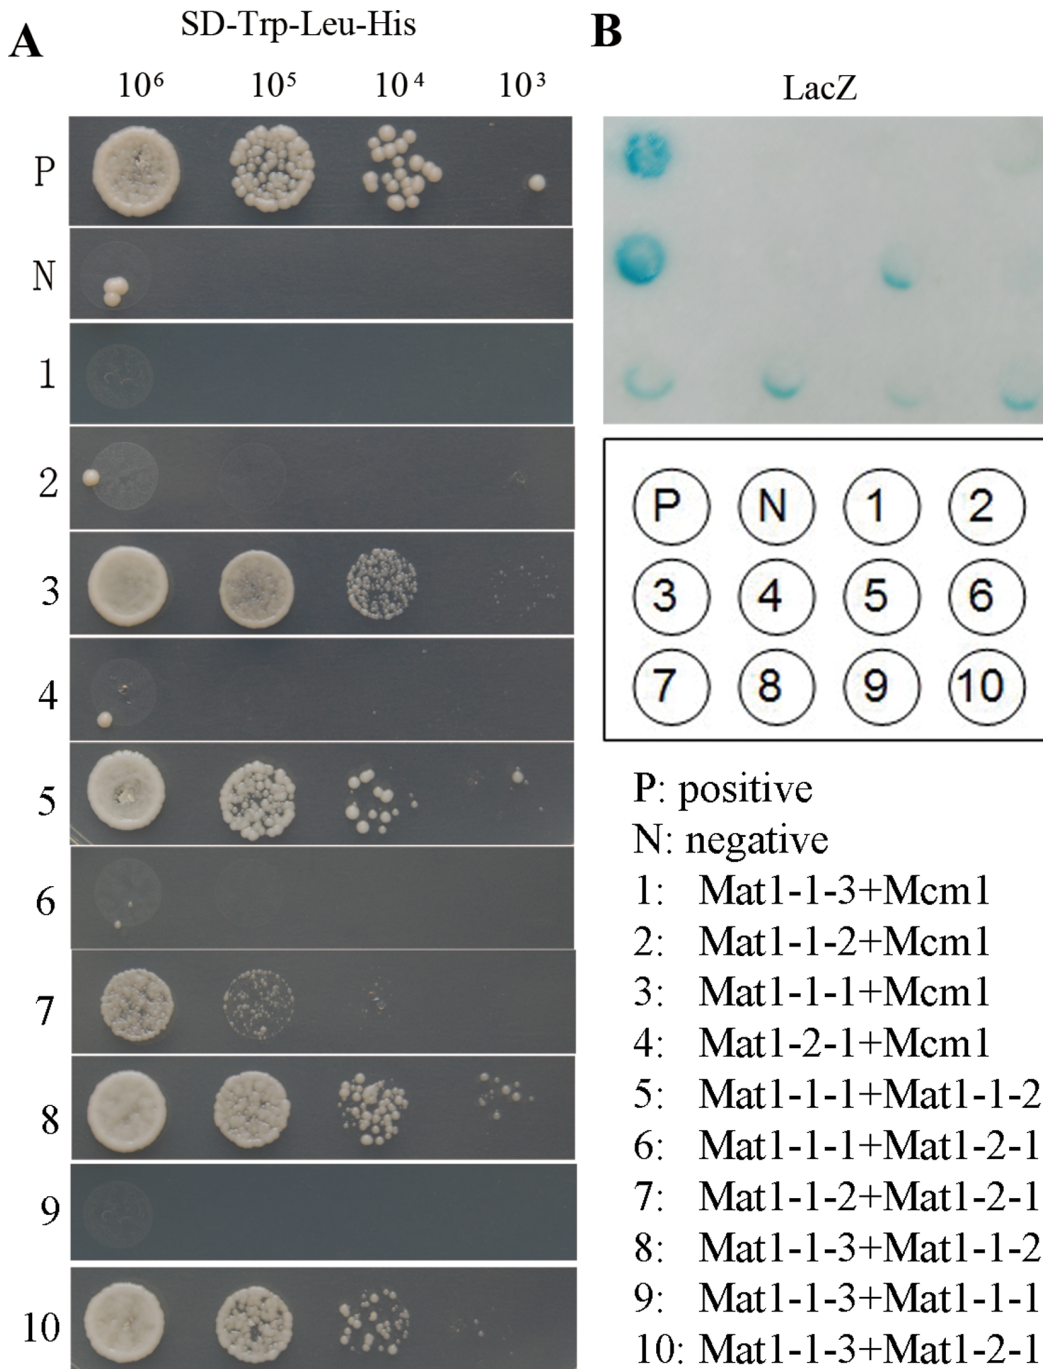 A
SD-Trp-Leu-His
10⁶ 10⁵ 10⁴ 10³
P
N
1
2
3
4
5
6
7
8
9
10
B
LacZ
P N 1 2
3 4 5 6
7 8 9 10
P: positive
N: negative
1: Mat1-1-3+Mcm1
2: Mat1-1-2+Mcm1
3: Mat1-1-1+Mcm1
4: Mat1-2-1+Mcm1
5: Mat1-1-1+Mat1-1-2
6: Mat1-1-1+Mat1-2-1
7: Mat1-1-2+Mat1-2-1
8: Mat1-1-3+Mat1-1-2
9: Mat1-1-3+Mat1-1-1
10: Mat1-1-3+Mat1-2-1